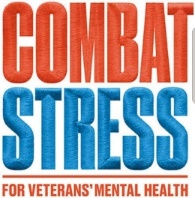 COMBAT
STRESS
FOR VETERANS' MENTAL HEALTH